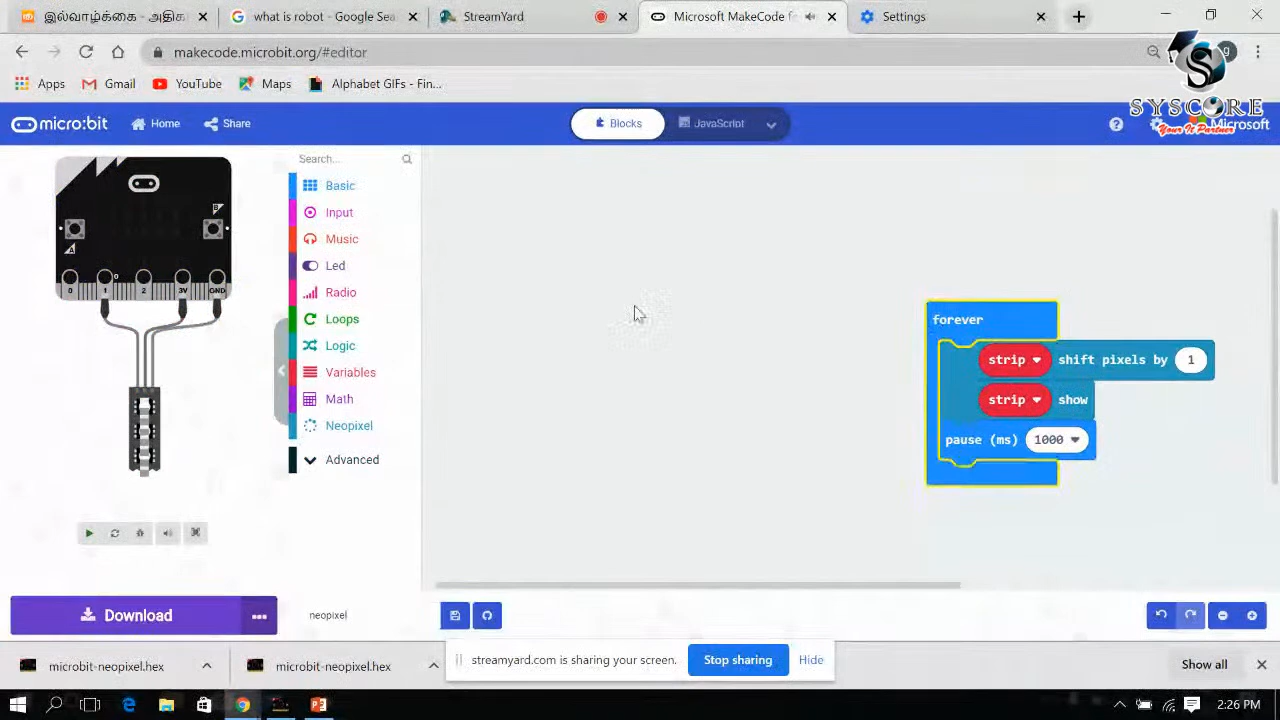 what is robot - Google Sea
StreamYard
Microsoft MakeCode f
Settings
makecode.microbit.org/#editor
g
Apps
Gmail
YouTube
Maps
Alphabet GIFs - Fin...
S
SYSCORE
Your IT Partner
micro:bit
Home
Share
Blocks
JavaScript
Microsoft
Search...
Basic
Input
Music
Led
Radio
Loops
Logic
Variables
Math
Neopixel
Advanced
B
A
0
0 1 2 3V GND
forever
strip shift pixels by 1
strip show
pause (ms) 1000
Download
neopixel
streamyard.com is sharing your screen.
Stop sharing
Hide
microbit-neopixel.hex
microbit-neopixel.hex
Show all
2:26 PM